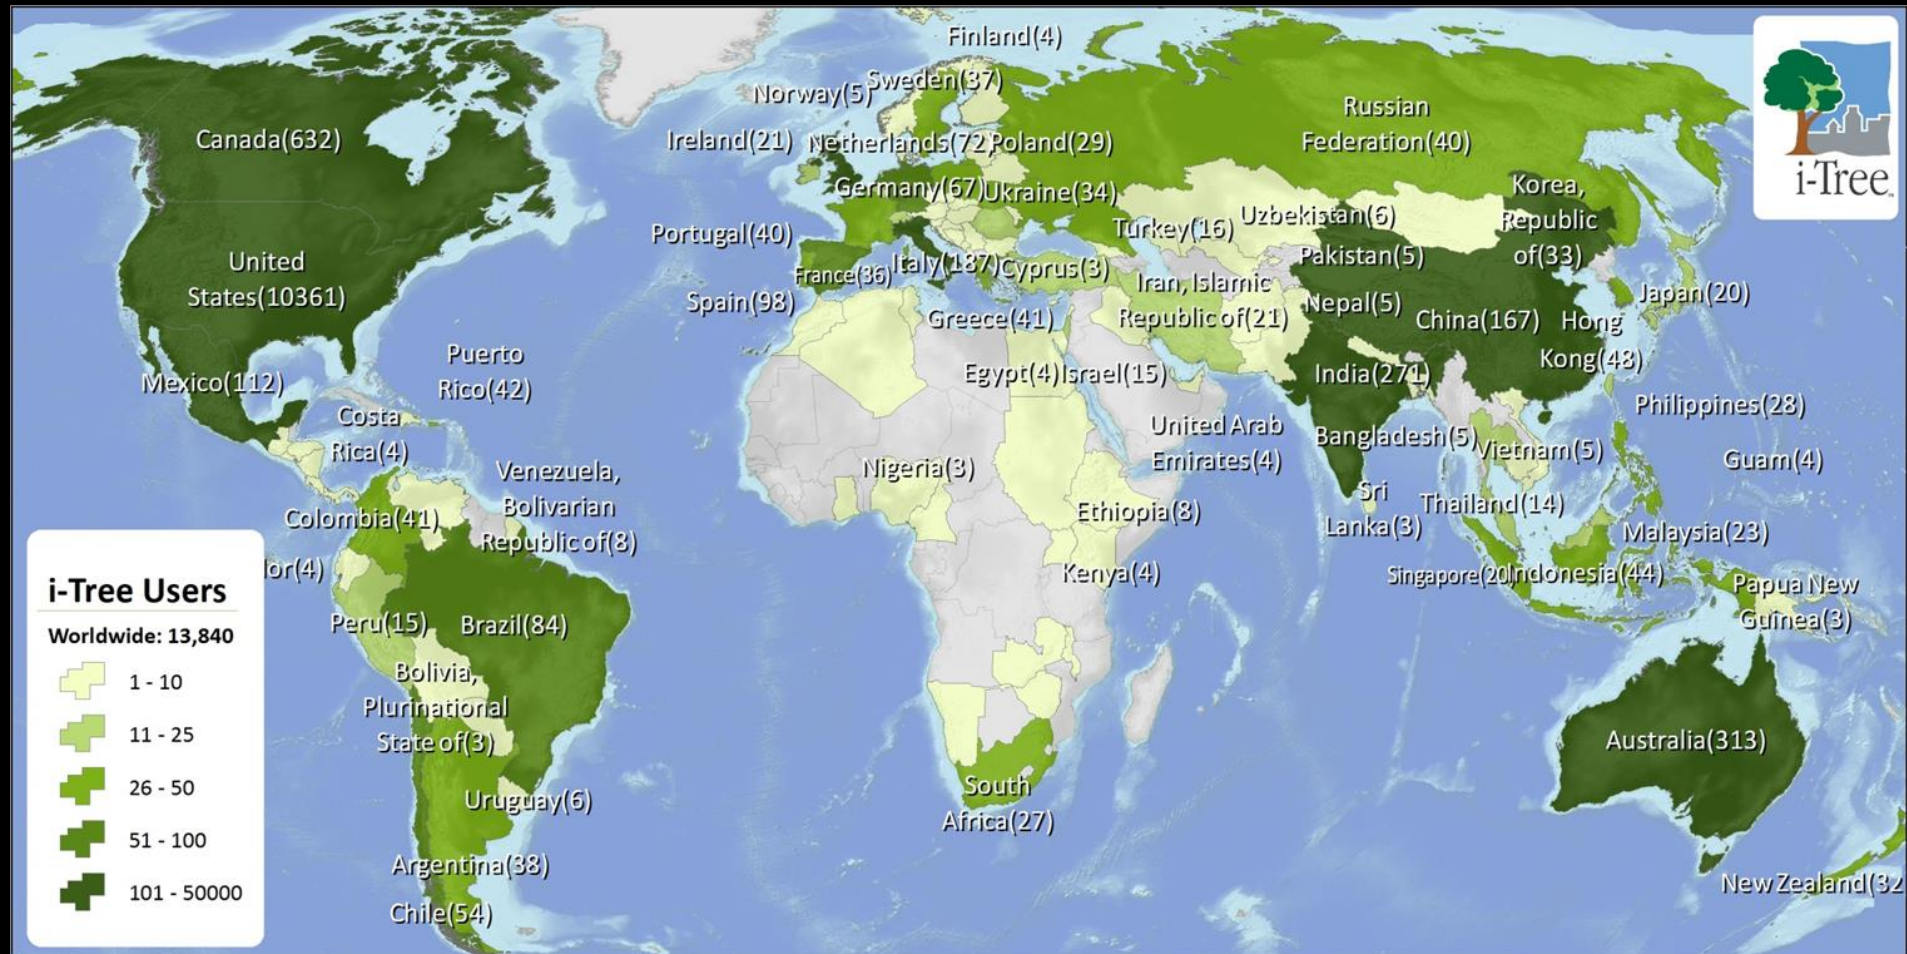 Finland(4)
Sweden(37)
Norway(5)
Ireland(21)
Netherlands(72)
Poland(29)
Russian
Federation(40)
Canada(632)
Germany(67)
Ukraine(34)
Portugal(40)
Turkey(16)
Uzbekistan(6)
Korea,
Republic
of(33)
i-Tree
United
States(10361)
France(36)
Italy(187)
Cyprus(3)
Pakistan(5)
Spain(98)
Iran, Islamic
Republic of(21)
Nepal(5)
China(167)
Japan(20)
Greece(41)
Hong
Kong(48)
Puerto
Rico(42)
Mexico(112)
Egypt(4)
Israel(15)
India(271)
Philippines(28)
Costa
Rica(4)
United Arab
Emirates(4)
Bangladesh(5)
Vietnam(5)
Nigeria(3)
Guam(4)
Venezuela,
Bolivarian
Republic of(8)
Colombia(41)
Ethiopia(8)
Sri
Lanka(3)
Thailand(14)
Malaysia(23)
lor(4)
Kenya(4)
Singapore(20)
Indonesia(44)
Papua New
Guinea(3)
Peru(15)
Brazil(84)
Bolivia,
Plurinational
State of(3)
Australia(313)
Uruguay(6)
South
Africa(27)
Argentina(38)
Chile(54)
New Zealand(32
i-Tree Users
Worldwide: 13,840
1 - 10
11 - 25
26 - 50
51 - 100
101 - 50000